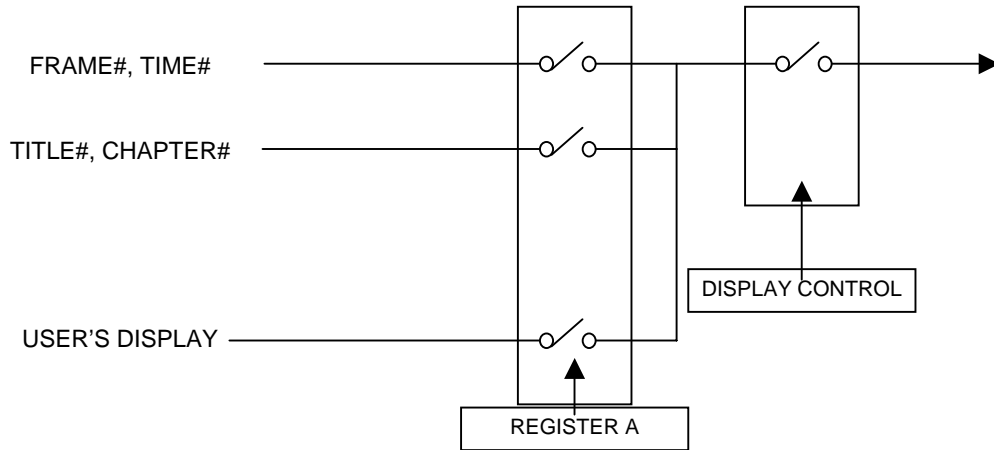 FRAME#, TIME#
TITLE#, CHAPTER#
DISPLAY CONTROL
USER’S DISPLAY
REGISTER A